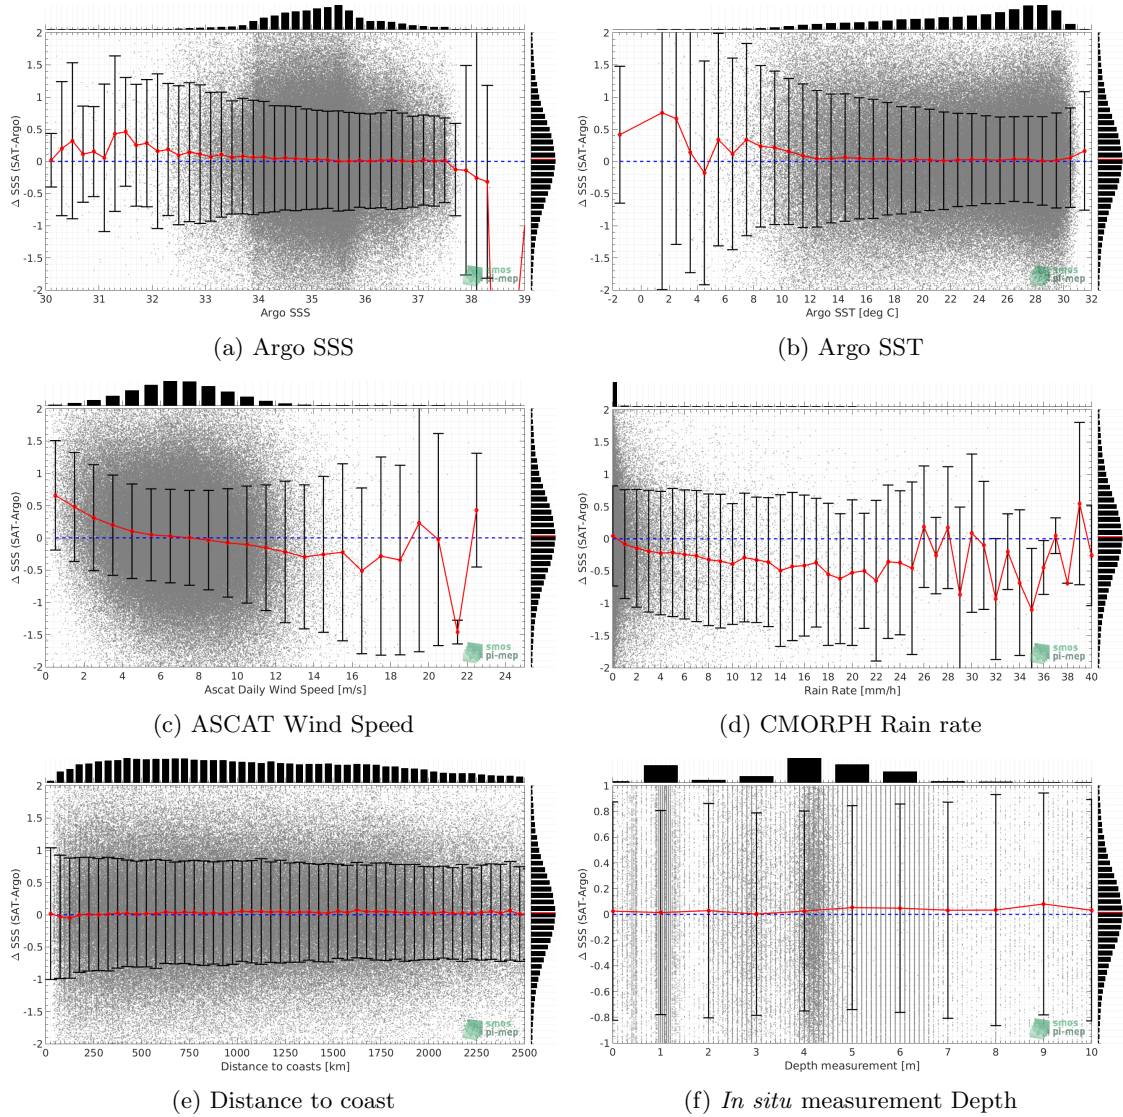 2
1.5
1
0.5
0
-0.5
-1
-1.5
-2
Δ SSS (SAT-Argo)
30 31 32 33 34 35 36 37 38 39
Argo SSS
smos
pi-mep
(a) Argo SSS
2
1.5
1
0.5
0
-0.5
-1
-1.5
-2
Δ SSS (SAT-Argo)
-2 0 2 4 6 8 10 12 14 16 18 20 22 24 26 28 30 32
Argo SST [deg C]
smos
pi-mep
(b) Argo SST
2
1.5
1
0.5
0
-0.5
-1
-1.5
-2
Δ SSS (SAT-Argo)
0 2 4 6 8 10 12 14 16 18 20 22 24
Ascat Daily Wind Speed [m/s]
smos
pi-mep
(c) ASCAT Wind Speed
2
1.5
1
0.5
0
-0.5
-1
-1.5
-2
Δ SSS (SAT-Argo)
0 2 4 6 8 10 12 14 16 18 20 22 24 26 28 30 32 34 36 38 40
Rain Rate [mm/h]
smos
pi-mep
(d) CMORPH Rain rate
2
1.5
1
0.5
0
-0.5
-1
-1.5
-2
Δ SSS (SAT-Argo)
0 250 500 750 1000 1250 1500 1750 2000 2250 2500
Distance to coasts [km]
smos
pi-mep
(e) Distance to coast
1
0.8
0.6
0.4
0.2
0
-0.2
-0.4
-0.6
-0.8
-1
Δ SSS (SAT-Argo)
0 1 2 3 4 5 6 7 8 9 10
Depth measurement [m]
smos
pi-mep
(f) In situ measurement Depth